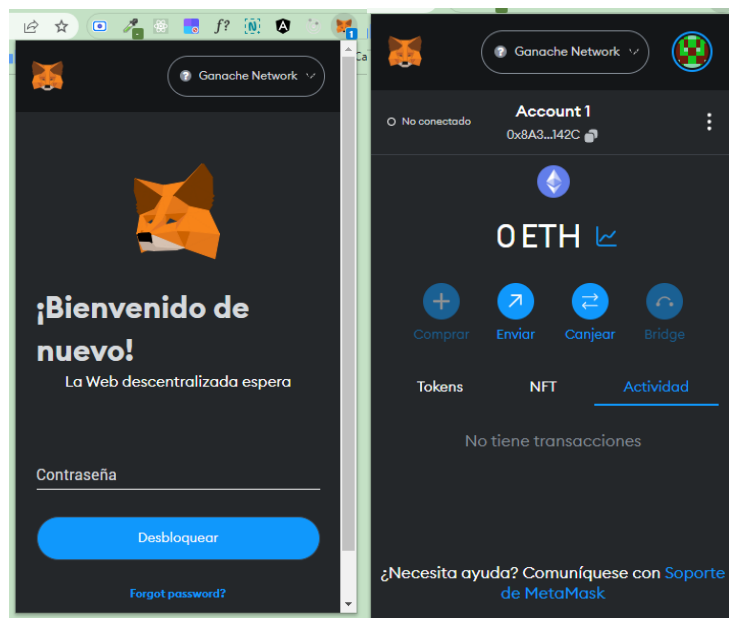 f?
N
A
1
Ca
Ganache Network
¡Bienvenido de
nuevo!
La Web descentralizada espera
Contraseña
Desbloquear
Forgot password?
Ganache Network
No conectado
Account 1
0x8A3...142C
0 ETH
Comprar
Enviar
Canjear
Bridge
Tokens
NFT
Actividad
No tiene transacciones
¿Necesita ayuda? Comuníquese con Soporte
de MetaMask